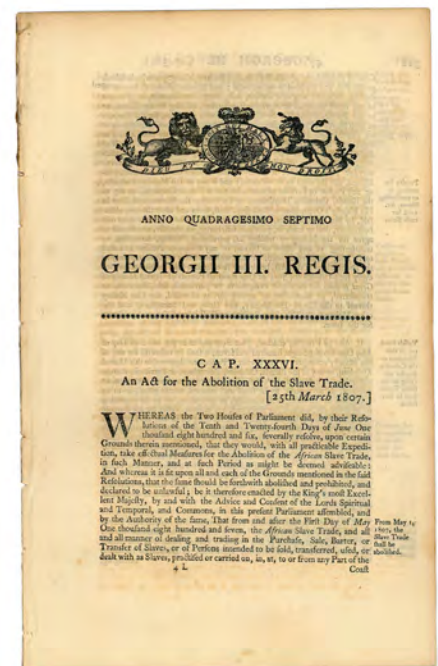 DIEU ET MON DROIT
ANNO QUADRAGESIMO SEPTIMO
GEORGII III. REGIS.
CAP. XXXVI.
An Act for the Abolition of the Slave Trade.
[25th March 1807.]
WHEREAS the Two Houses of Parliament did, by their Reso-
lutions of the Tenth and Twenty-fourth Days of June One
thousand eight hundred and six, ſeverally reſolve, upon certain
Grounds therein mentioned, that they would, with all practicable Expedi-
tion, take effectual Meaſures for the Abolition of the African Slave Trade,
in ſuch Manner, and at ſuch Period as might be deemed adviſeable:
And whereas it is fit upon all and each of the Grounds mentioned in the ſaid
Reſolutions, that the ſame ſhould be forthwith aboliſhed and prohibited, and
declared to be unlawful; be it therefore enacted by the King's moſt Excel-
lent Majeſty, by and with the Advice and Conſent of the Lords Spiritual
and Temporal, and Commons, in this preſent Parliament aſſembled, and
by the Authority of the ſame, That from and after the Firſt Day of May
One thouſand eight hundred and ſeven, the African Slave Trade, and all
and all manner of dealing and trading in the Purchaſe, Sale, Barter, or
Transfer of Slaves, or of Perſons intended to be ſold, transferred, uſed, or
dealt with as Slaves, practiſed or carried on, in, at, to or from any Part of the
4 L
Coaſt
From May 1,
1807, the
Slave Trade
ſhall be
aboliſhed.